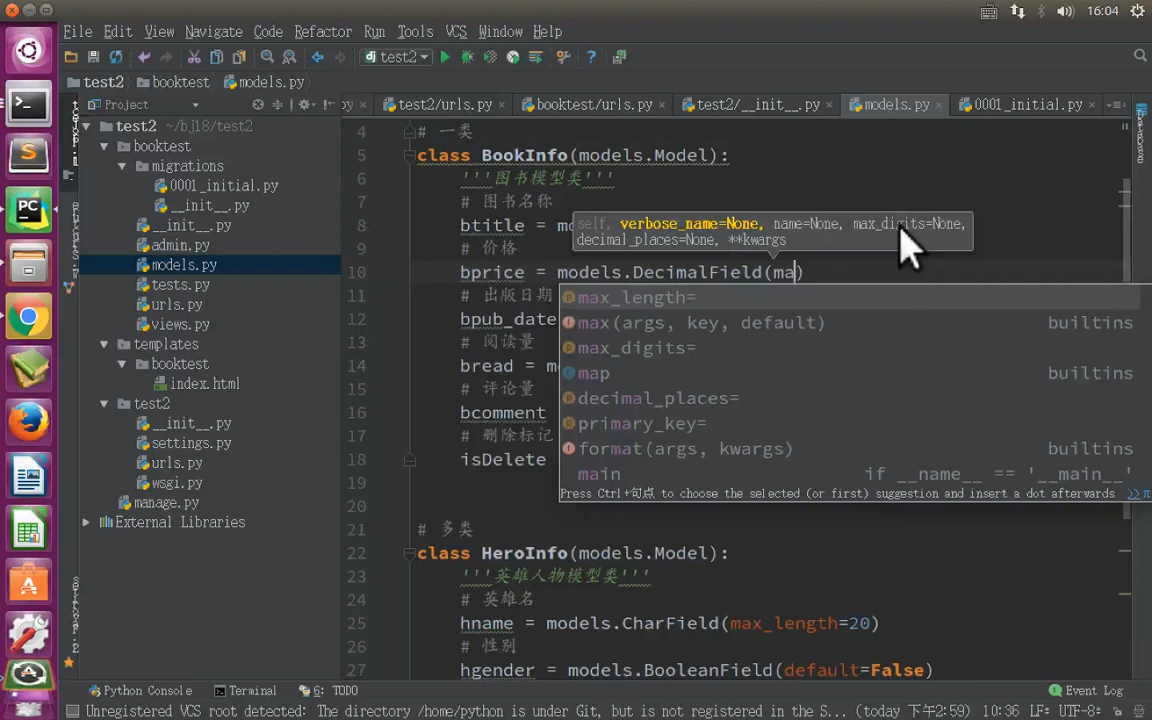 16:04
File Edit View Navigate Code Refactor Run Tools VCS Window Help
dj test2
test2 booktest models.py
Project
py test2/urls.py booktest/urls.py test2/__init__.py models.py 0001_initial.py
test2 ~/bj18/test2
booktest
migrations
0001_initial.py
__init__.py
__init__.py
admin.py
models.py
tests.py
urls.py
views.py
templates
booktest
index.html
test2
__init__.py
settings.py
urls.py
wsgi.py
manage.py
External Libraries
4 # 一类
5 class BookInfo(models.Model):
6 '''图书模型类'''
7 # 图书名称
8 btitle = mo
self, verbose_name=None, name=None, max_digits=None,
decimal_places=None, **kwargs
9 # 价格
10 bprice = models.DecimalField(ma)
11 # 出版日期
12 bpub_date
13 # 阅读量
14 bread = mo
15 # 评论量
16 bcomment
17 # 删除标记
18 isDelete
19
20
max_length=
max(args, key, default) builtins
max_digits=
map builtins
decimal_places=
primary_key=
format(args, kwargs) builtins
main if __name__ == '__main__'
Press Ctrl+句点 to choose the selected (or first) suggestion and insert a dot afterwards >> π
21 # 多类
22 class HeroInfo(models.Model):
23 '''英雄人物模型类'''
24 # 英雄名
25 hname = models.CharField(max_length=20)
26 # 性别
27 hgender = models.BooleanField(default=False)
Python Console Terminal 6: TODO Event Log
Unregistered VCS root detected: The directory /home/python is under Git, but is not registered in the S... (today 下午2:59) 10:36 LF÷ UTF-8÷